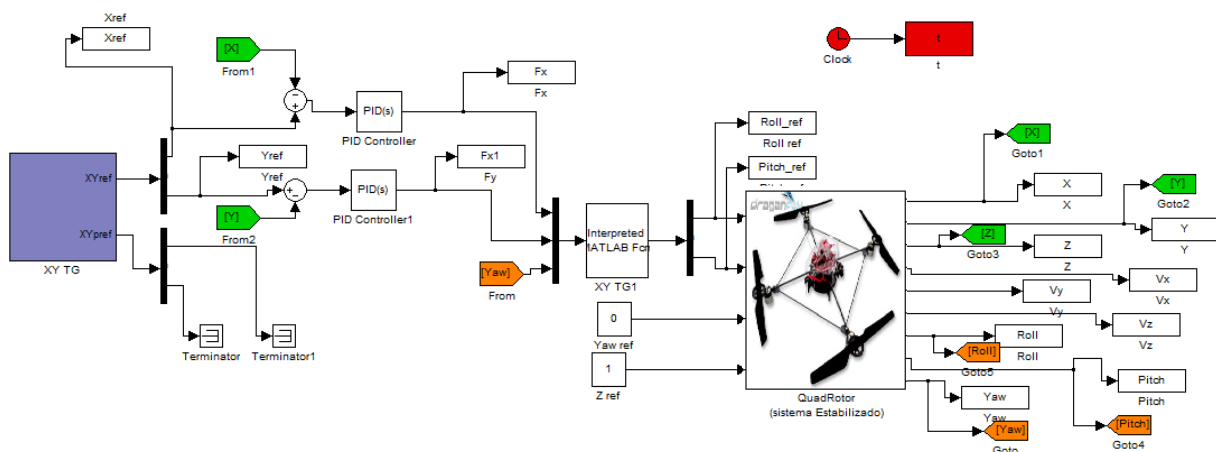 Xref
Xref
[X]
From1
PID(s)
PID Controller
Fx
Fx
Clock
t
t
XYref
XYpref
XY TG
Yref
Yref
[Y]
From2
PID(s)
PID Controller1
Fx1
Fy
Terminator
Terminator1
[Yaw]
From
Interpreted
MATLAB Fcn
XY TG1
0
Yaw ref
1
Z ref
Roll_ref
Roll ref
Pitch_ref
QuadRotor
(sistema Estabilizado)
[X]
Goto1
X
X
[Y]
Goto2
Y
Y
[Z]
Goto3
Z
Z
Vx
Vx
Vy
Vy
Vz
Vz
Roll
Roll
[Roll]
Goto5
Pitch
Pitch
[Pitch]
Goto4
Yaw
Yaw
[Yaw]
Goto